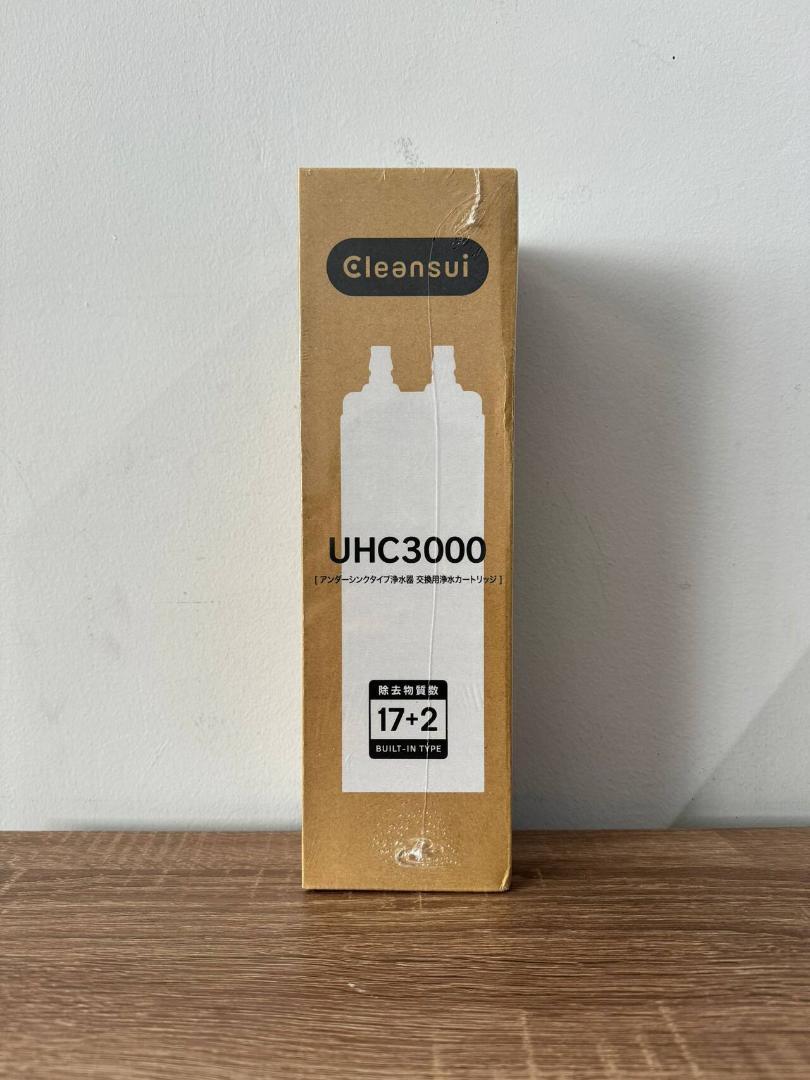 Cleansui
UHC3000
[ アンダーシンクタイプ浄水器 交換用浄水カートリッジ ]
除去物質数
17+2
BUILT-IN TYPE